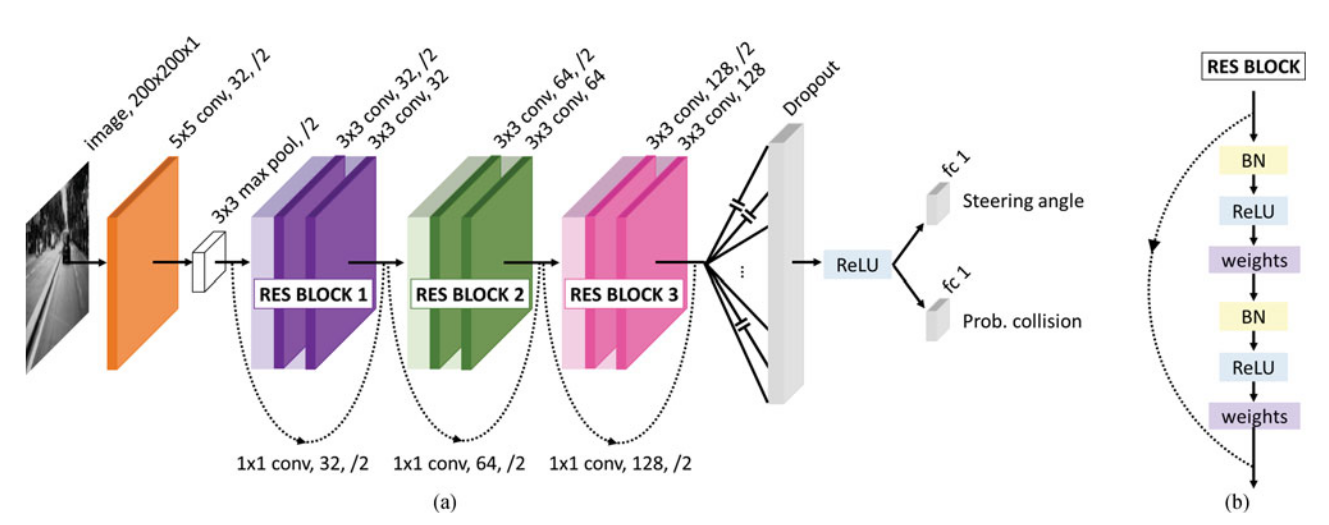 image, 200x200x1
5x5 conv, 32, /2
3x3 max pool, /2
3x3 conv, 32, /2
3x3 conv, 32
3x3 conv, 64, /2
3x3 conv, 64
3x3 conv, 128, /2
3x3 conv, 128
Dropout
RES BLOCK 1
RES BLOCK 2
RES BLOCK 3
ReLU
fc 1
Steering angle
fc 1
Prob. collision
1x1 conv, 32, /2
1x1 conv, 64, /2
1x1 conv, 128, /2
(a)
RES BLOCK
BN
ReLU
weights
BN
ReLU
weights
(b)